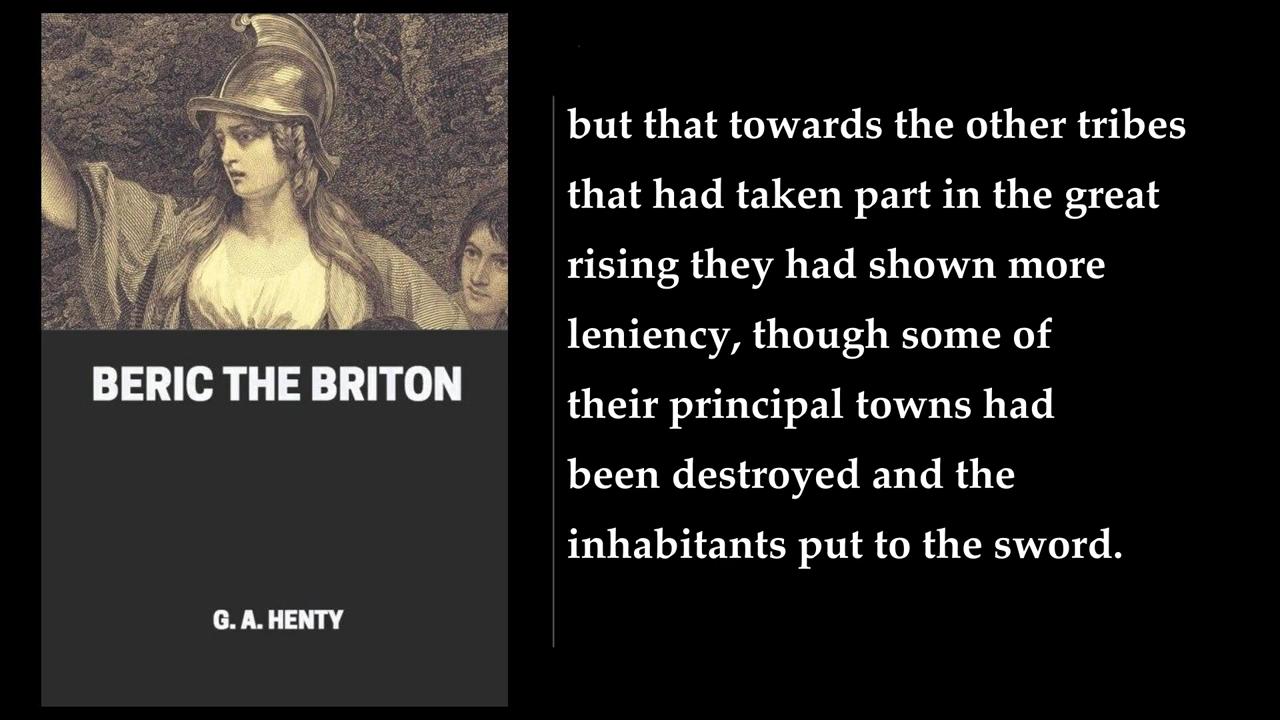 BERIC THE BRITON
G. A. HENTY
but that towards the other tribes
that had taken part in the great
rising they had shown more
leniency, though some of
their principal towns had
been destroyed and the
inhabitants put to the sword.